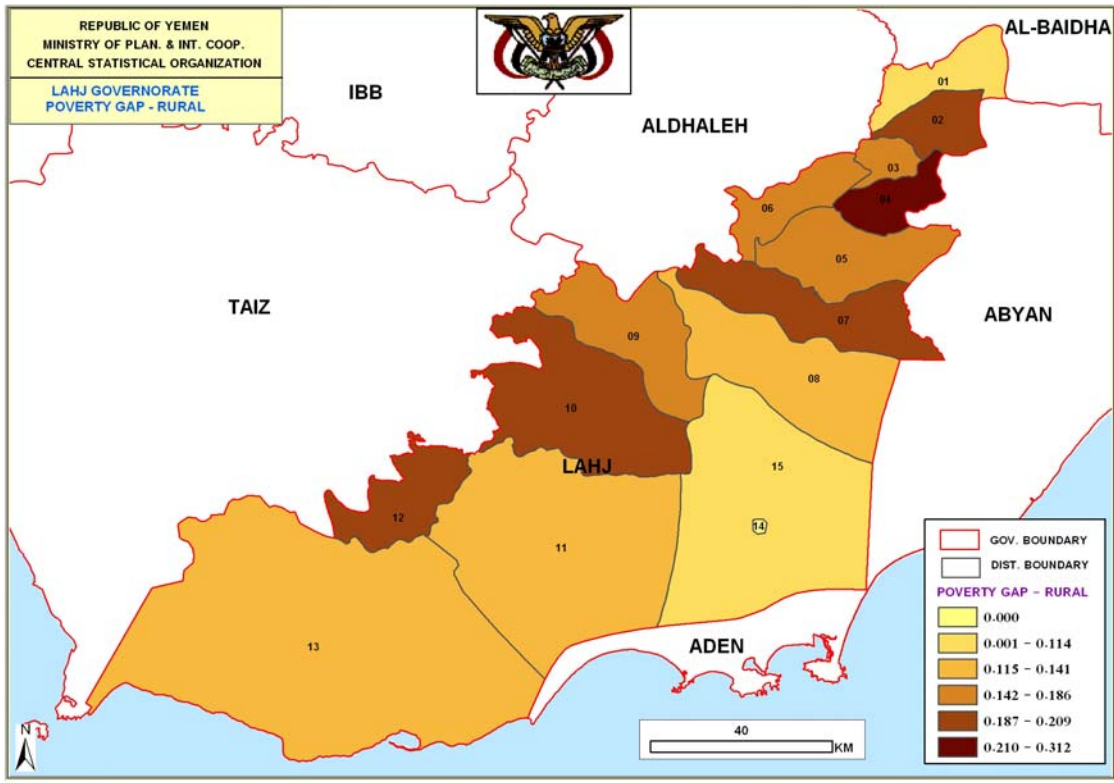 REPUBLIC OF YEMEN
MINISTRY OF PLAN. & INT. COOP.
CENTRAL STATISTICAL ORGANIZATION
LAHJ GOVERNORATE
POVERTY GAP - RURAL
AL-BAIDHA
IBB
ALDHALEH
TAIZ
ABYAN
LAHJ
ADEN
01
02
03
04
06
05
07
09
08
10
15
12
14
11
13
GOV. BOUNDARY
DIST. BOUNDARY
POVERTY GAP – RURAL
0.000
0.001 – 0.114
0.115 – 0.141
0.142 – 0.186
0.187 – 0.209
0.210 – 0.312
N
40
KM